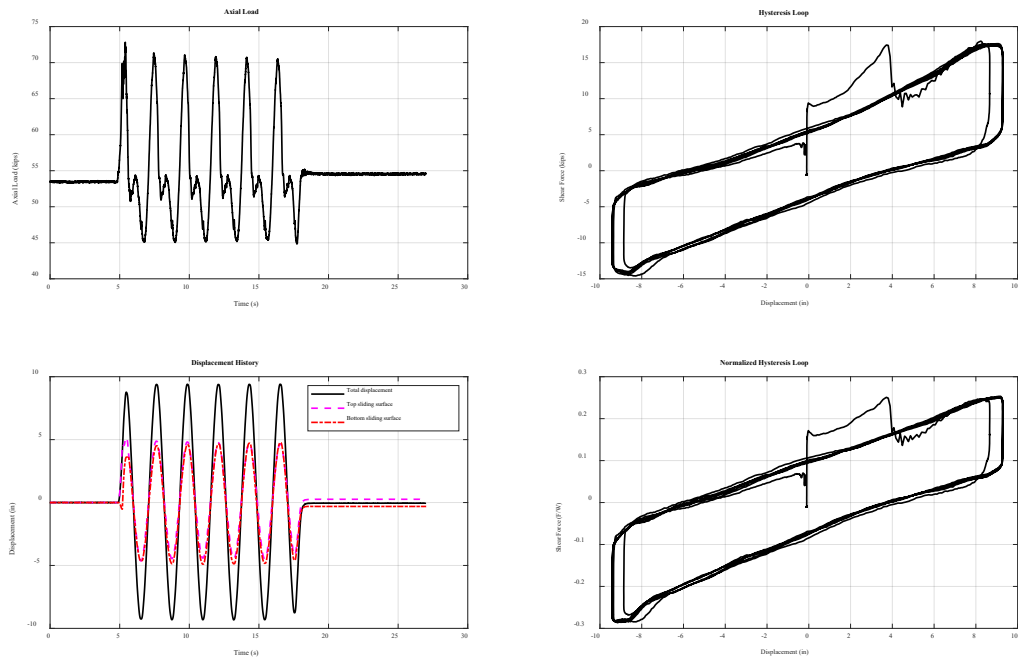 Axial Load
75
70
65
60
55
50
45
40
Axial Load (kips)
0 5 10 15 20 25 30
Time (s)
Hysteresis Loop
20
15
10
5
0
-5
-10
-15
Shear Force (kips)
-10 -8 -6 -4 -2 0 2 4 6 8 10
Displacement (in)
Displacement History
10
5
0
-5
-10
Displacement (in)
Total displacement
Top sliding surface
Bottom sliding surface
0 5 10 15 20 25 30
Time (s)
Normalized Hysteresis Loop
0.3
0.2
0.1
0
-0.1
-0.2
-0.3
Shear Force (F/W)
-10 -8 -6 -4 -2 0 2 4 6 8 10
Displacement (in)